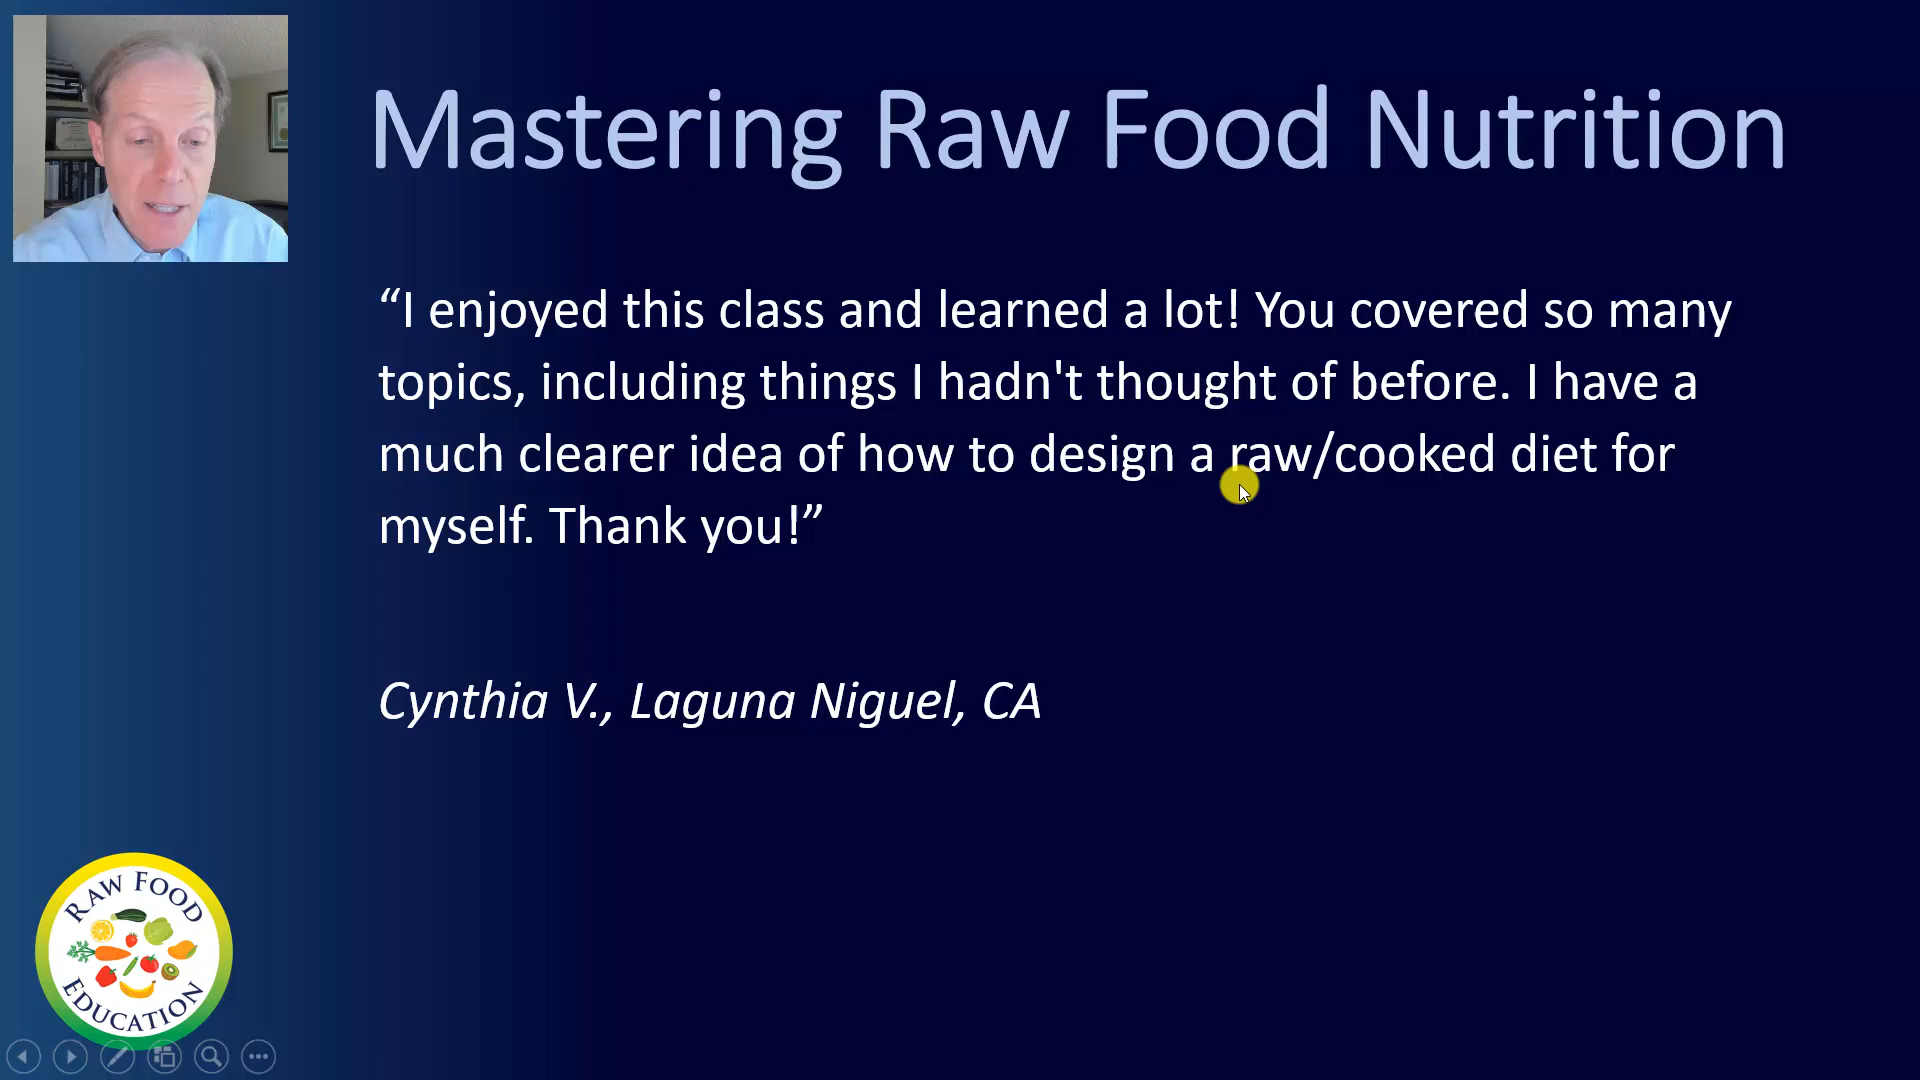 Mastering Raw Food Nutrition
“I enjoyed this class and learned a lot! You covered so many
topics, including things I hadn't thought of before. I have a
much clearer idea of how to design a raw/cooked diet for
myself. Thank you!”
Cynthia V., Laguna Niguel, CA
RAW FOOD
EDUCATION